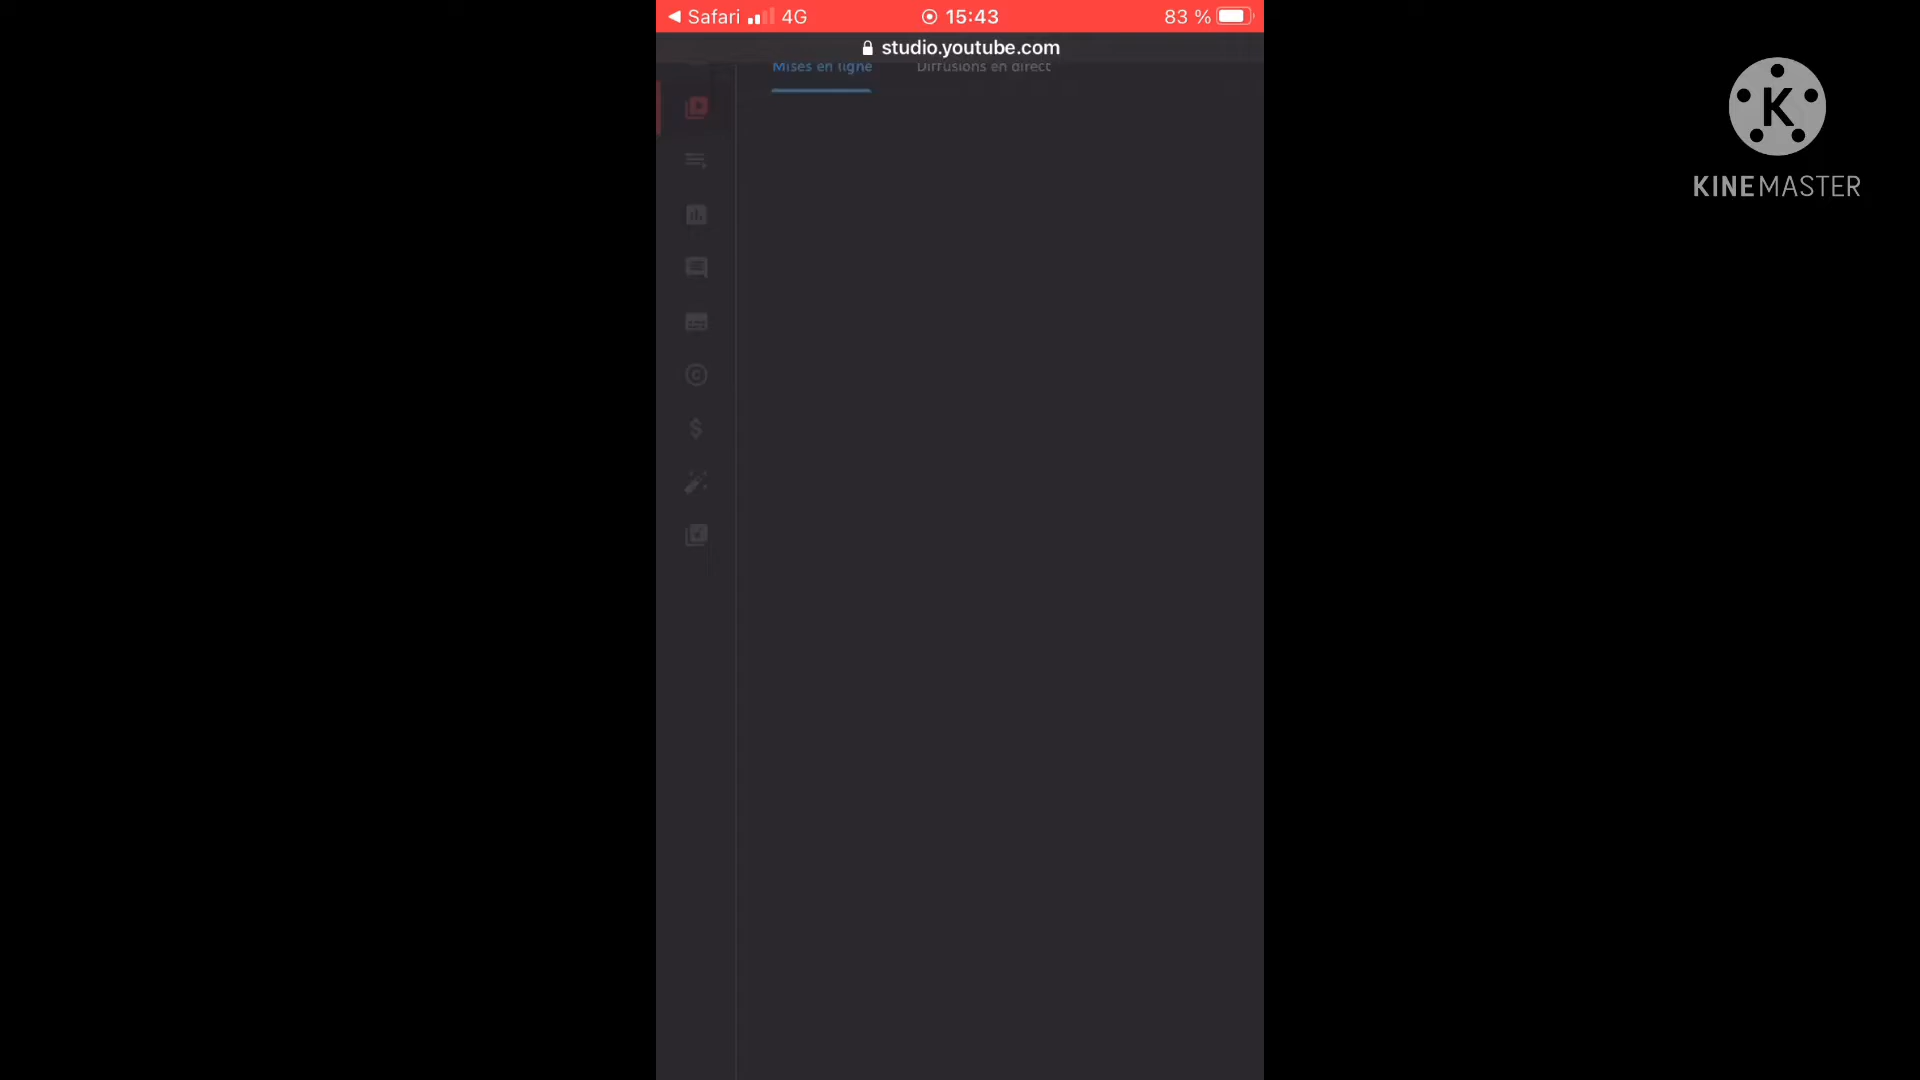 Safari 4G 15:43 83 %
studio.youtube.com
Mises en ligne Diffusions en direct
K
KINEMASTER